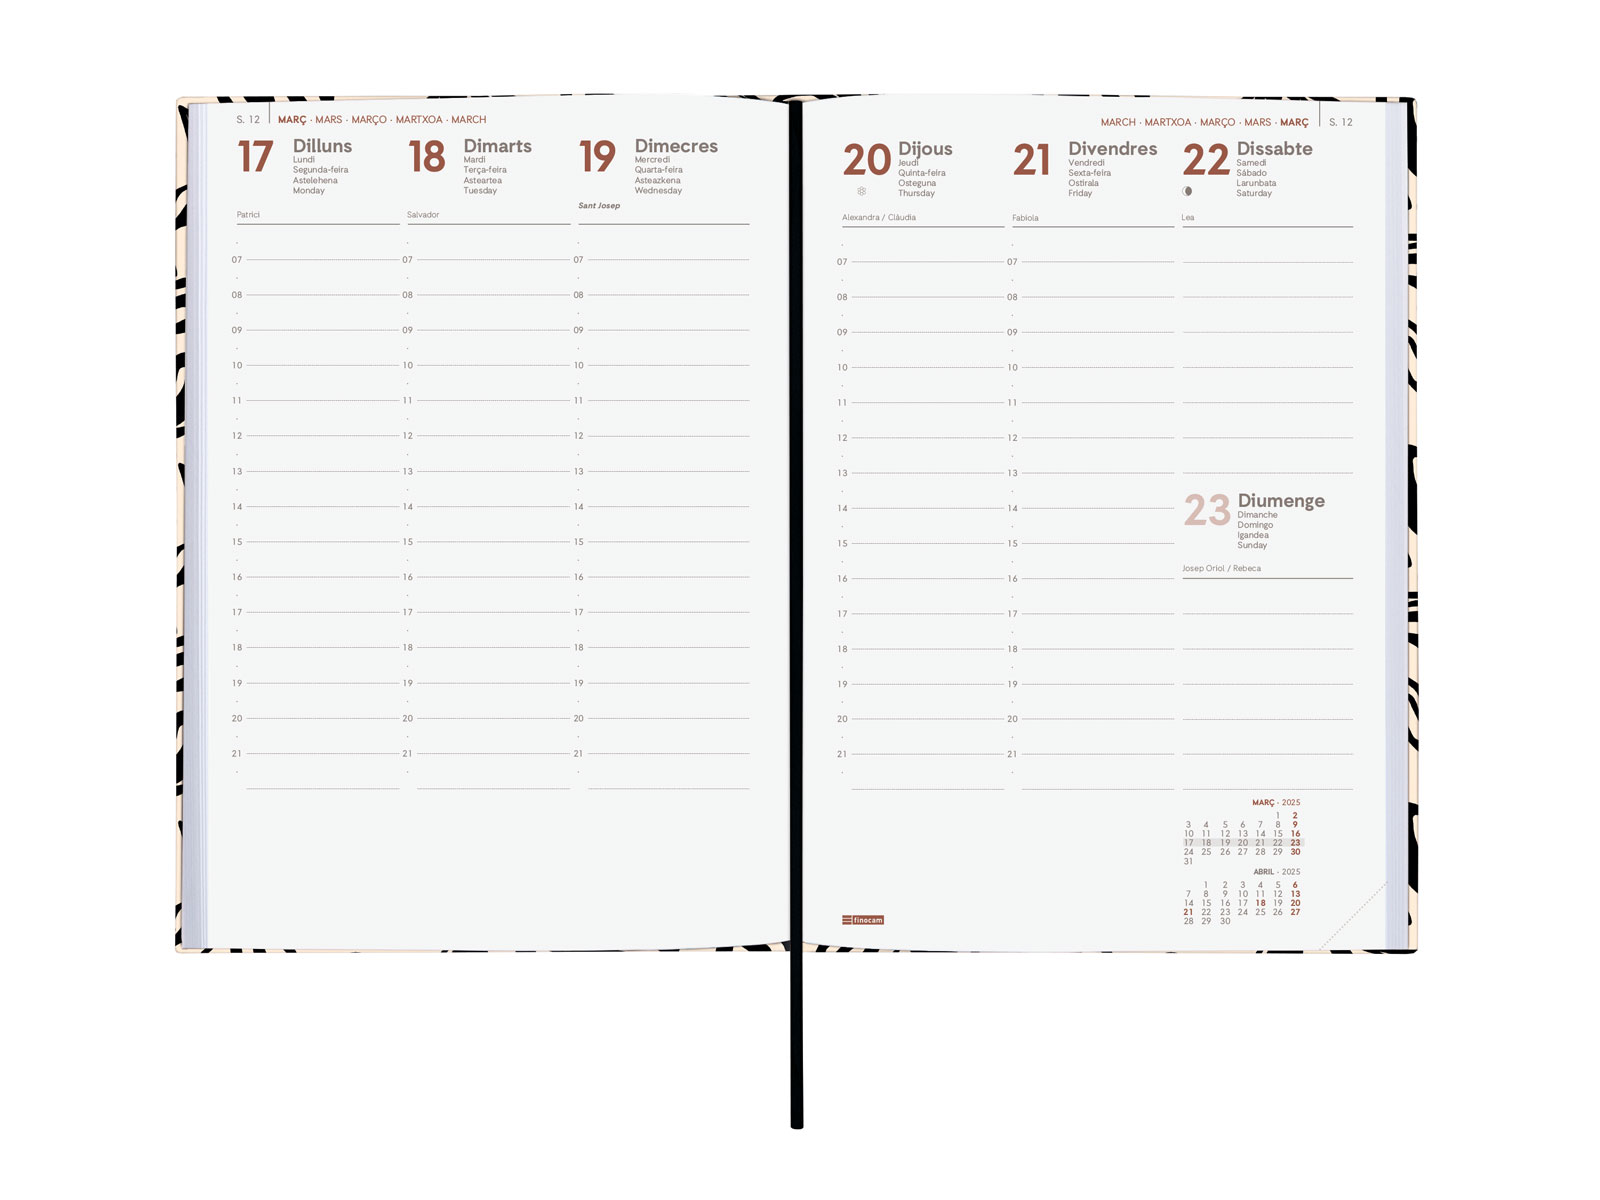 S. 12 MARÇ · MARS · MARÇO · MARTXOA · MARCH
17 Dilluns
Lundi
Segunda-feira
Astelehena
Monday
Patrici
07
08
09
10
11
12
13
14
15
16
17
18
19
20
21
18 Dimarts
Mardi
Terça-feira
Asteartea
Tuesday
Salvador
07
08
09
10
11
12
13
14
15
16
17
18
19
20
21
19 Dimecres
Mercredi
Quarta-feira
Asteazkena
Wednesday
Sant Josep
07
08
09
10
11
12
13
14
15
16
17
18
19
20
21
MARCH · MARTXOA · MARÇO · MARS · MARÇ S. 12
20 Dijous
Jeudi
Quinta-feira
Osteguna
Thursday
Alexandra / Clàudia
07
08
09
10
11
12
13
14
15
16
17
18
19
20
21
21 Divendres
Vendredi
Sexta-feira
Ostirala
Friday
Fabiola
07
08
09
10
11
12
13
14
15
16
17
18
19
20
21
22 Dissabte
Samedi
Sábado
Larunbata
Saturday
Lea
23 Diumenge
Dimanche
Domingo
Igandea
Sunday
Josep Oriol / Rebeca
MARÇ · 2025
1 2
3 4 5 6 7 8 9
10 11 12 13 14 15 16
17 18 19 20 21 22 23
24 25 26 27 28 29 30
31
ABRIL · 2025
1 2 3 4 5 6
7 8 9 10 11 12 13
14 15 16 17 18 19 20
21 22 23 24 25 26 27
28 29 30
finocam